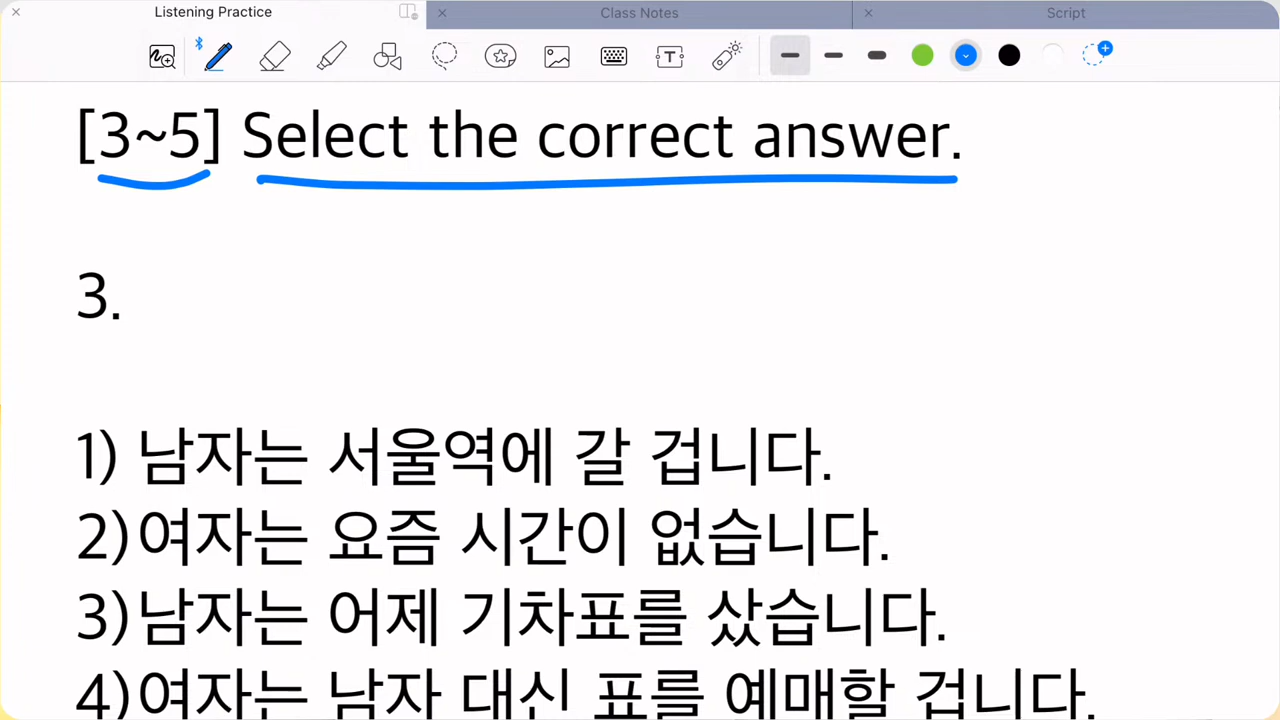 Listening Practice
Class Notes
Script
[3~5] Select the correct answer.
3.
1) 남자는 서울역에 갈 겁니다.
2) 여자는 요즘 시간이 없습니다.
3) 남자는 어제 기차표를 샀습니다.
4) 여자는 남자 대신 표를 예매할 겁니다.